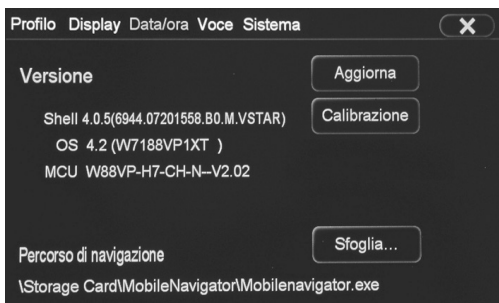 Profilo Display Data/ora Voce Sistema X
Versione
Aggiorna
Shell 4.0.5(6944.07201558.B0.M.VSTAR)
Calibrazione
OS 4.2 (W7188VP1XT )
MCU W88VP-H7-CH-N--V2.02
Sfoglia...
Percorso di navigazione
\Storage Card\MobileNavigator\Mobilenavigator.exe